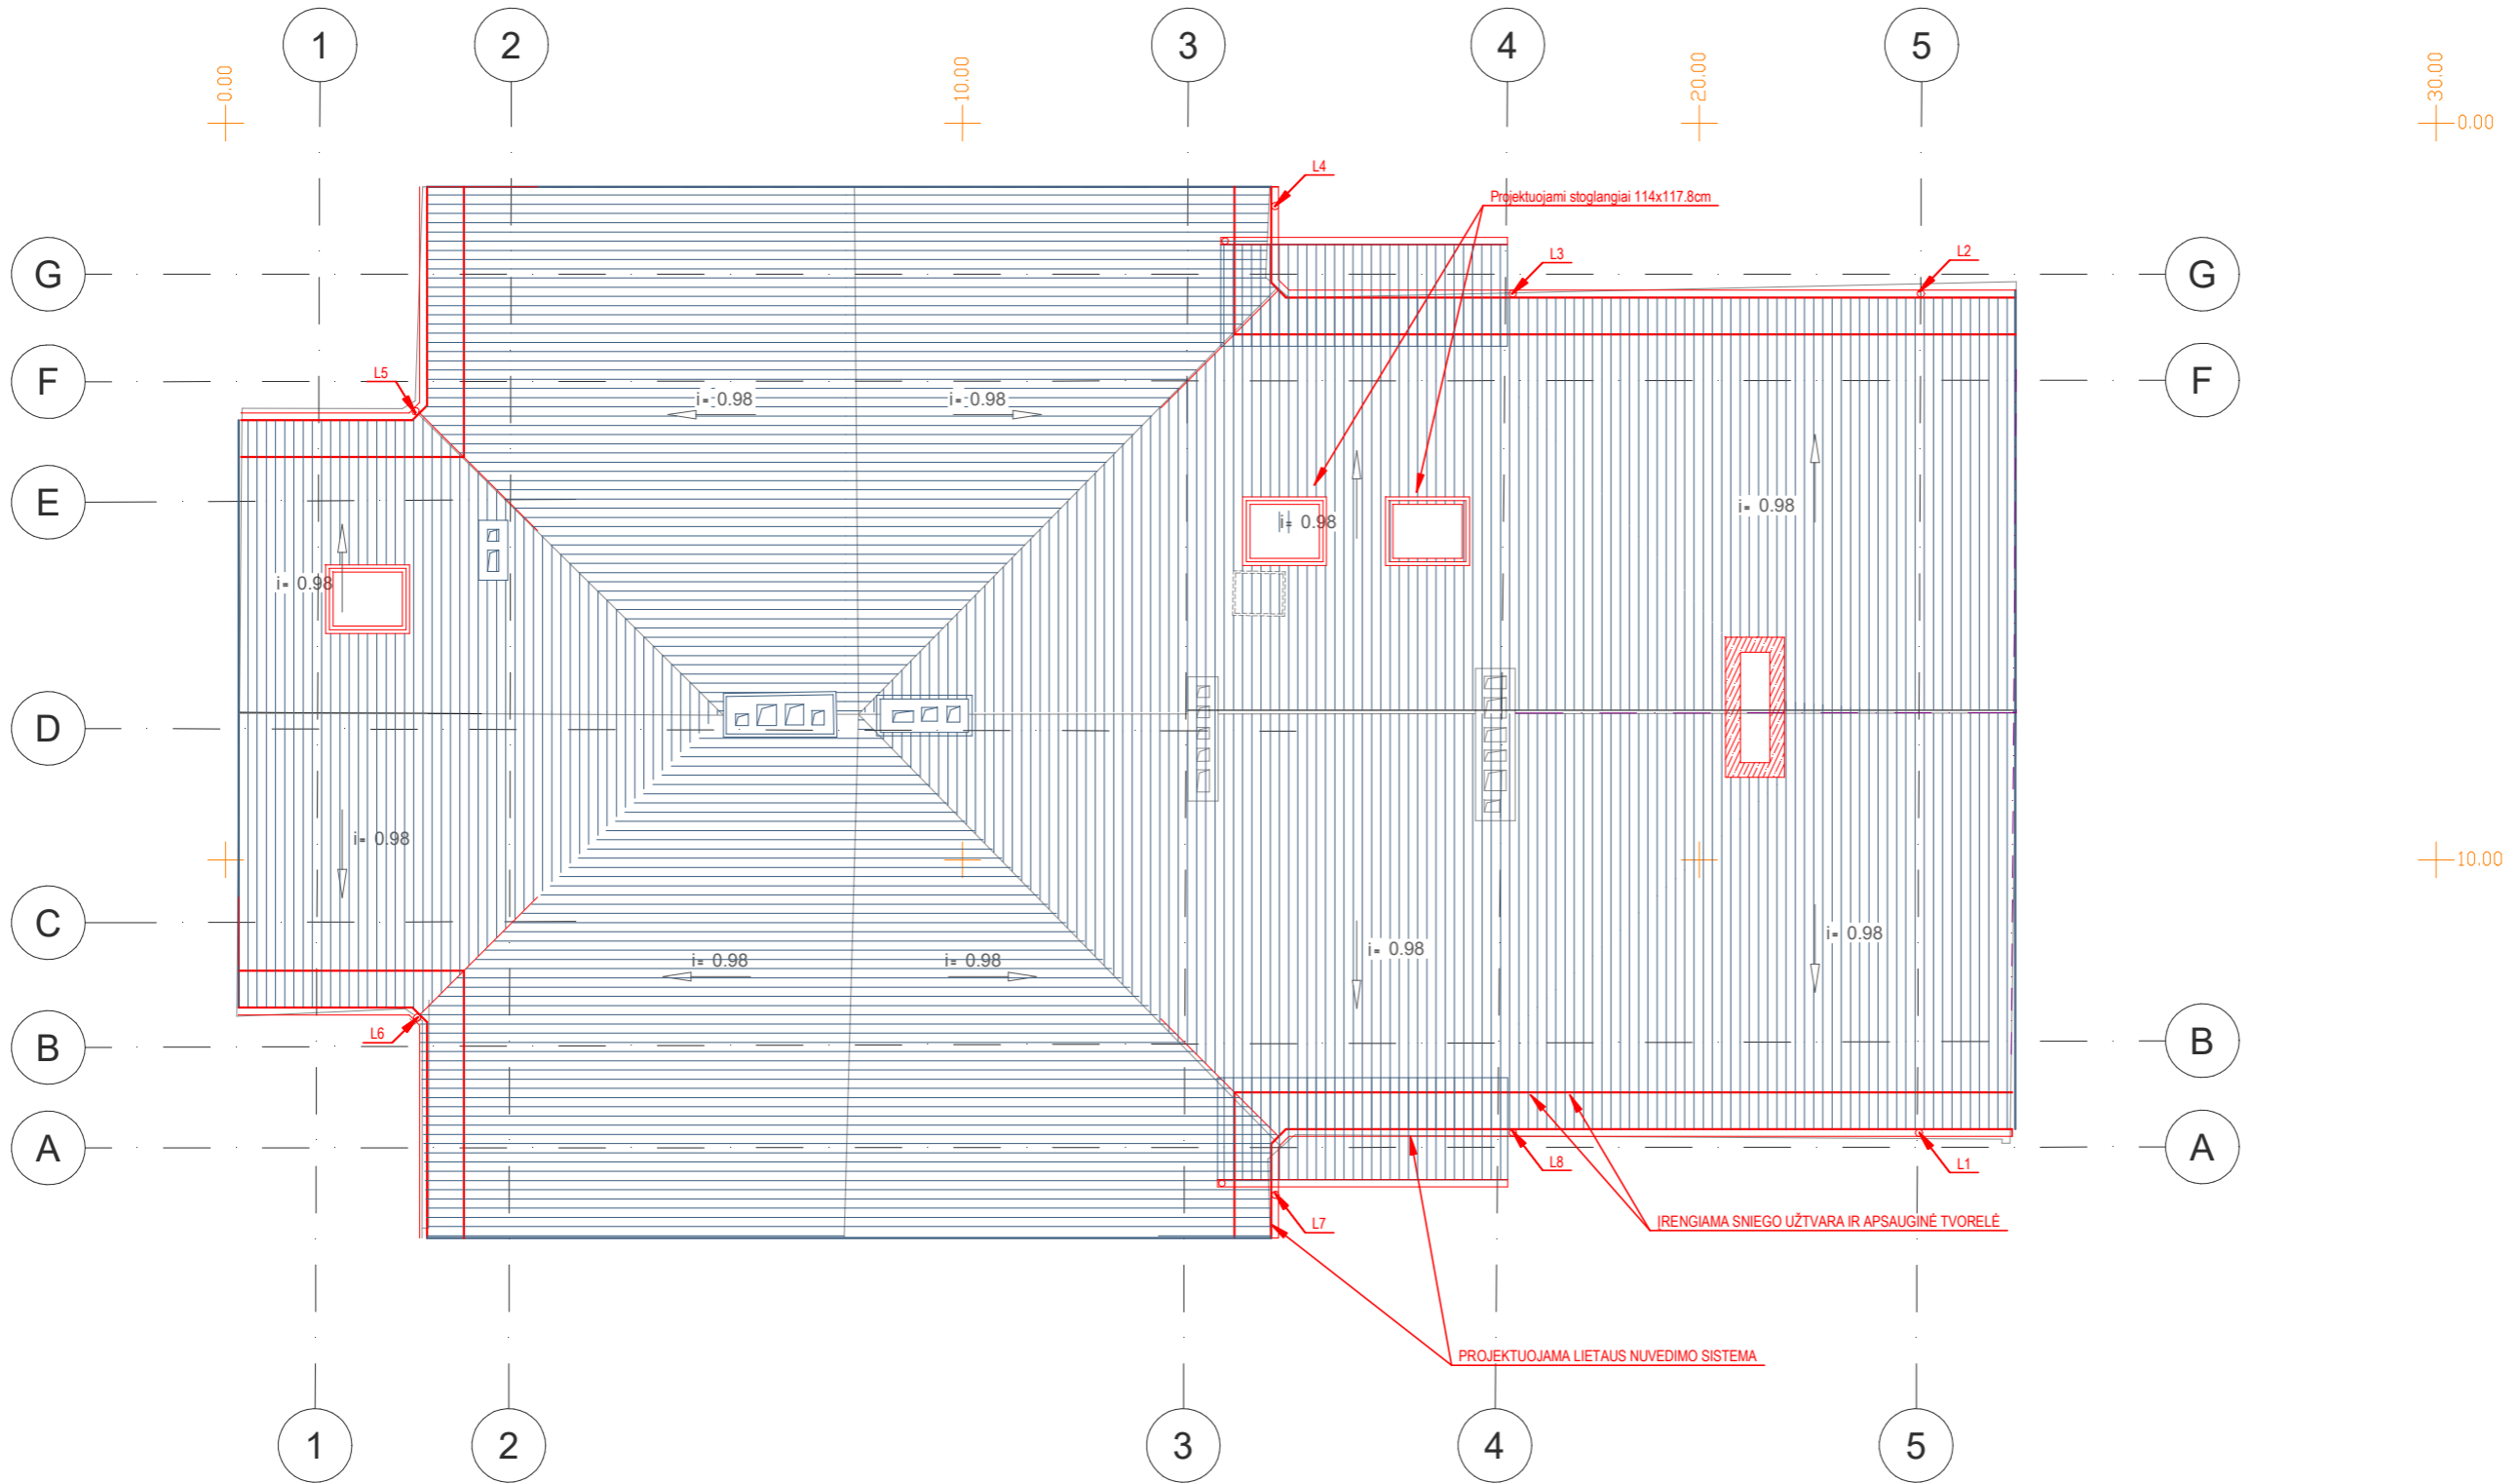 1
2
3
4
5
0.00
10.00
20.00
30.00
0.00
L4
Projektuojami stoglangiai 114x117.8cm
G
L3
L2
G
F
L5
F
i= 0.98
i= 0.98
E
i= 0.98
i= 0.98
i= 0.98
D
i= 0.98
10.00
C
i= 0.98
i= 0.98
i= 0.98
i= 0.98
B
L6
B
A
L8
L1
A
L7
ĮRENGIAMA SNIEGO UŽTVARA IR APSAUGINĖ TVORELĖ
PROJEKTUOJAMA LIETAUS NUVEDIMO SISTEMA
1
2
3
4
5